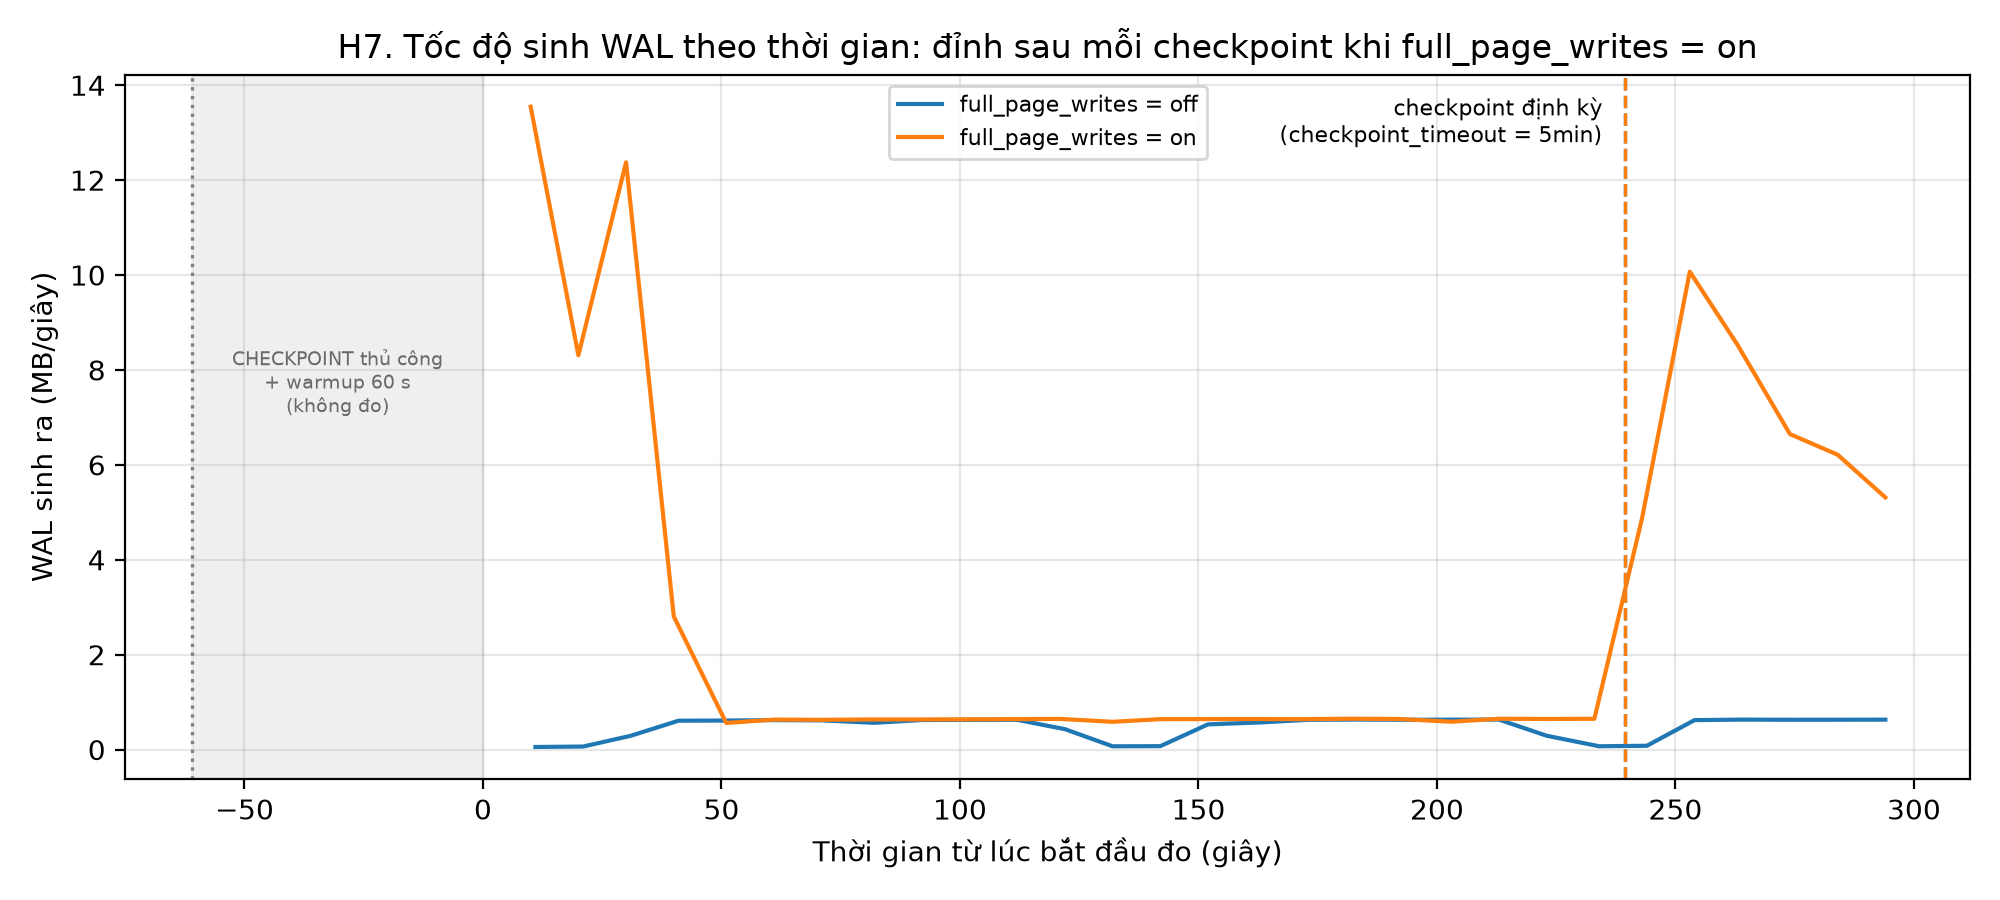 H7. Tốc độ sinh WAL theo thời gian: đỉnh sau mỗi checkpoint khi full_page_writes = on
14
12
10
8
6
4
2
0
WAL sinh ra (MB/giây)
full_page_writes = off
full_page_writes = on
checkpoint định kỳ
(checkpoint_timeout = 5min)
CHECKPOINT thủ công
+ warmup 60 s
(không đo)
−50
0
50
100
150
200
250
300
Thời gian từ lúc bắt đầu đo (giây)